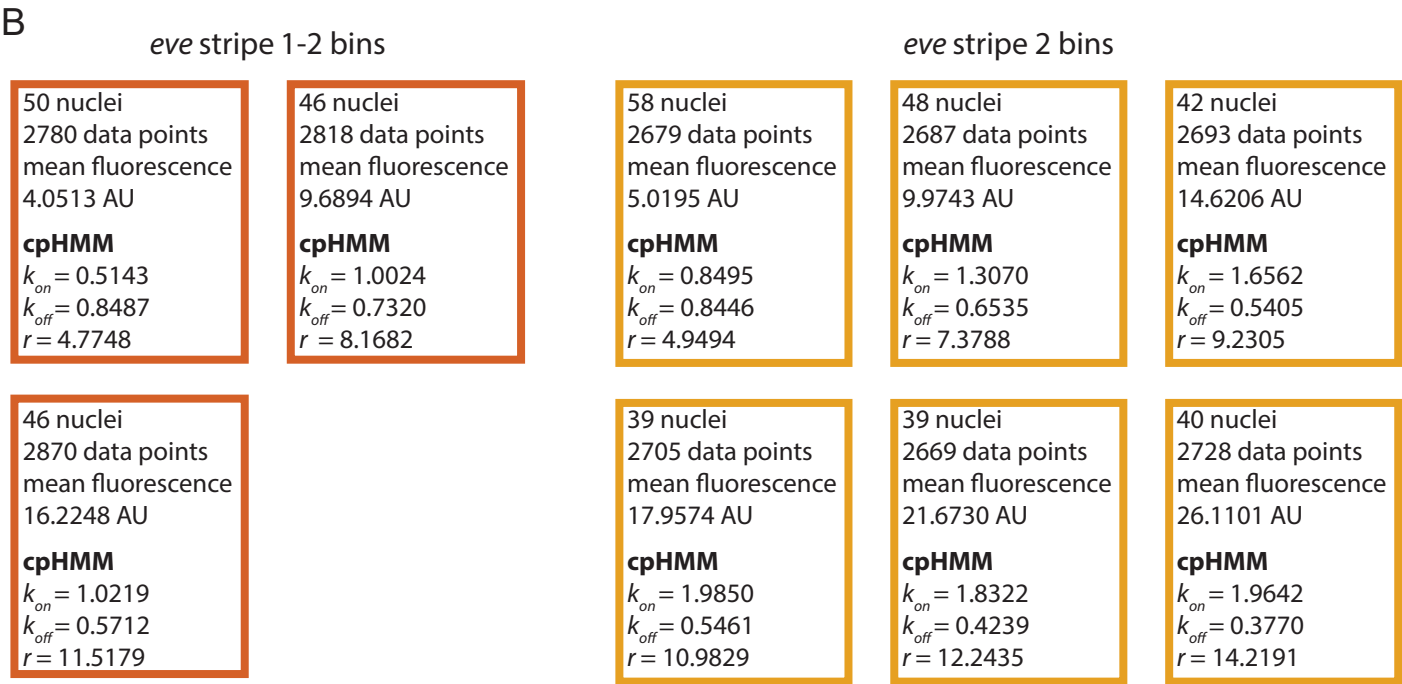 B
eve stripe 1-2 bins
50 nuclei
2780 data points
mean fluorescence
4.0513 AU
cpHMM
kon = 0.5143
koff = 0.8487
r = 4.7748
46 nuclei
2818 data points
mean fluorescence
9.6894 AU
cpHMM
kon = 1.0024
koff = 0.7320
r = 8.1682
46 nuclei
2870 data points
mean fluorescence
16.2248 AU
cpHMM
kon = 1.0219
koff = 0.5712
r = 11.5179
eve stripe 2 bins
58 nuclei
2679 data points
mean fluorescence
5.0195 AU
cpHMM
kon = 0.8495
koff = 0.8446
r = 4.9494
48 nuclei
2687 data points
mean fluorescence
9.9743 AU
cpHMM
kon = 1.3070
koff = 0.6535
r = 7.3788
42 nuclei
2693 data points
mean fluorescence
14.6206 AU
cpHMM
kon = 1.6562
koff = 0.5405
r = 9.2305
39 nuclei
2705 data points
mean fluorescence
17.9574 AU
cpHMM
kon = 1.9850
koff = 0.5461
r = 10.9829
39 nuclei
2669 data points
mean fluorescence
21.6730 AU
cpHMM
kon = 1.8322
koff = 0.4239
r = 12.2435
40 nuclei
2728 data points
mean fluorescence
26.1101 AU
cpHMM
kon = 1.9642
koff = 0.3770
r = 14.2191